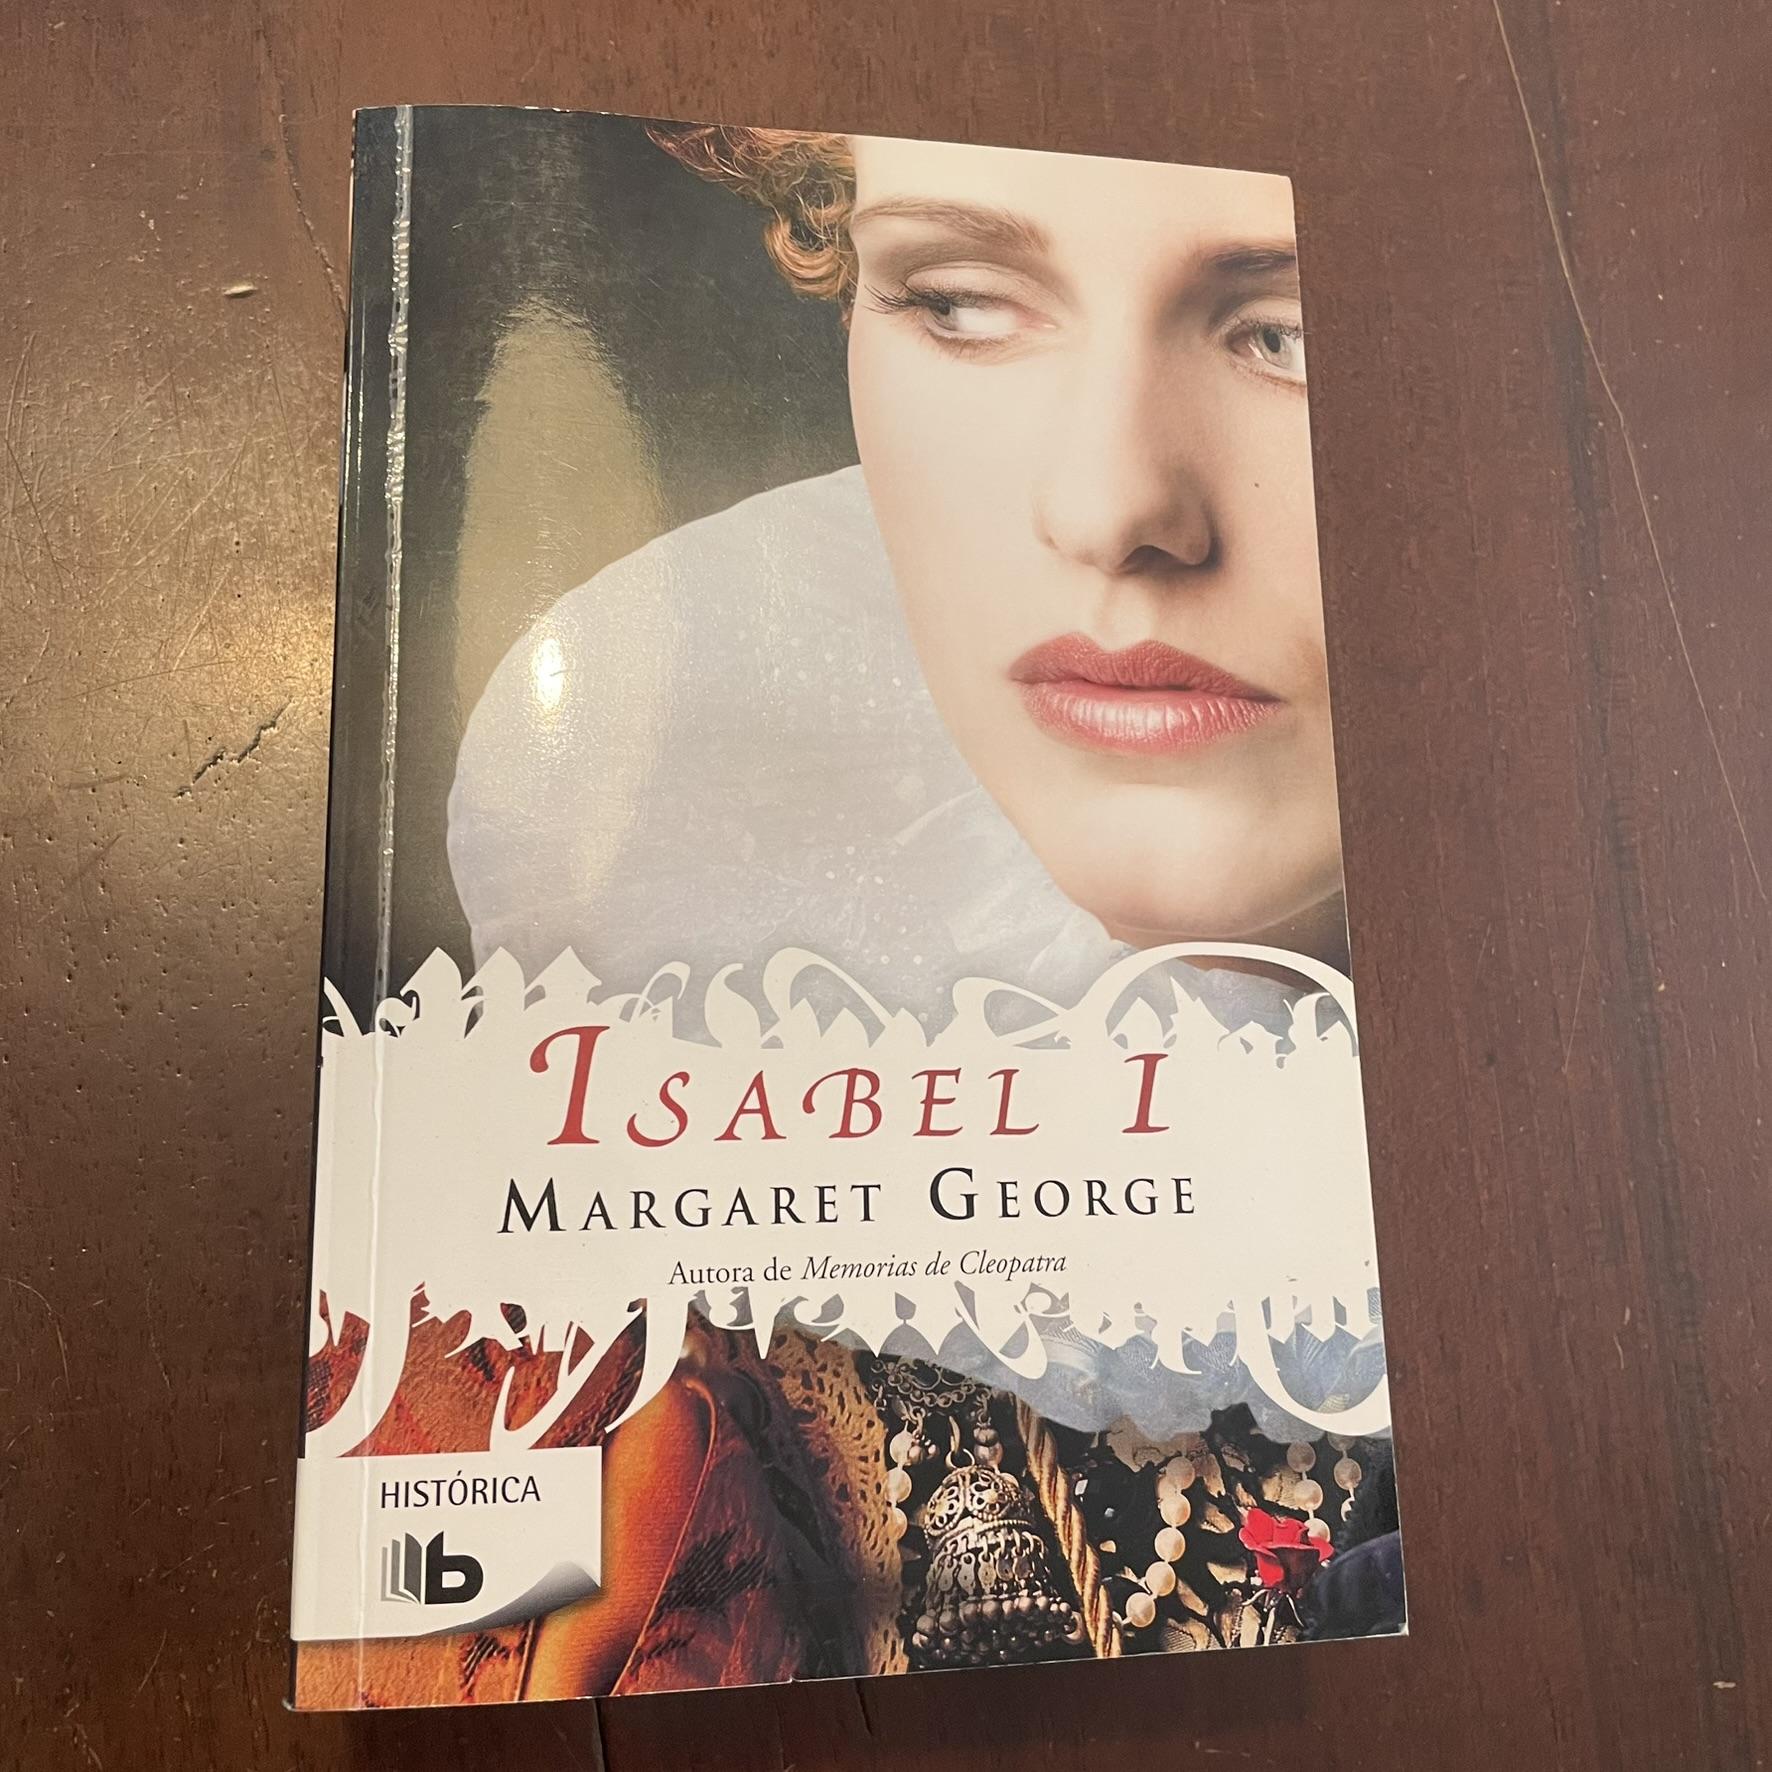 ISABEL I
MARGARET GEORGE
Autora de Memorias de Cleopatra
HISTÓRICA
b